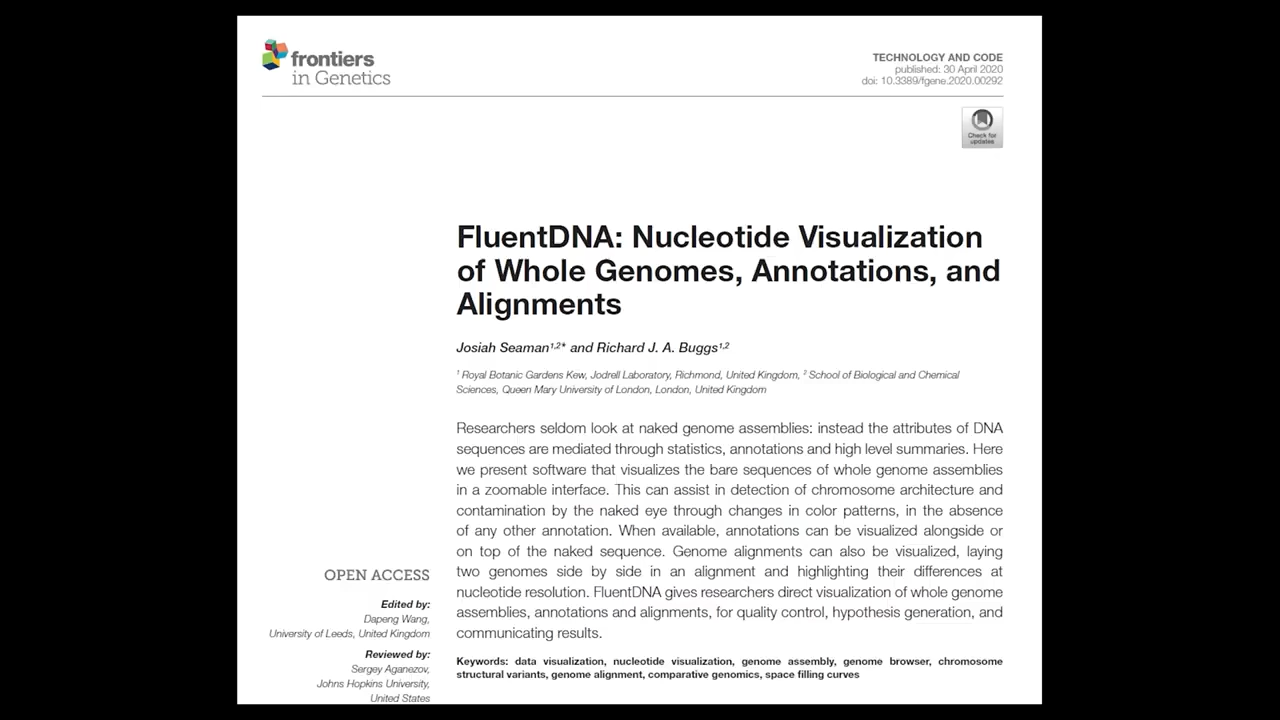 frontiers
in Genetics
TECHNOLOGY AND CODE
published: 30 April 2020
doi: 10.3389/fgene.2020.00292
Check for
updates
FluentDNA: Nucleotide Visualization
of Whole Genomes, Annotations, and
Alignments
Josiah Seaman1,2* and Richard J. A. Buggs1,2
1 Royal Botanic Gardens Kew, Jodrell Laboratory, Richmond, United Kingdom, 2 School of Biological and Chemical
Sciences, Queen Mary University of London, London, United Kingdom
Researchers seldom look at naked genome assemblies: instead the attributes of DNA
sequences are mediated through statistics, annotations and high level summaries. Here
we present software that visualizes the bare sequences of whole genome assemblies
in a zoomable interface. This can assist in detection of chromosome architecture and
contamination by the naked eye through changes in color patterns, in the absence
of any other annotation. When available, annotations can be visualized alongside or
on top of the naked sequence. Genome alignments can also be visualized, laying
two genomes side by side in an alignment and highlighting their differences at
nucleotide resolution. FluentDNA gives researchers direct visualization of whole genome
assemblies, annotations and alignments, for quality control, hypothesis generation, and
communicating results.
Keywords: data visualization, nucleotide visualization, genome assembly, genome browser, chromosome
structural variants, genome alignment, comparative genomics, space filling curves
OPEN ACCESS
Edited by:
Dapeng Wang,
University of Leeds, United Kingdom
Reviewed by:
Sergey Aganezov,
Johns Hopkins University,
United States